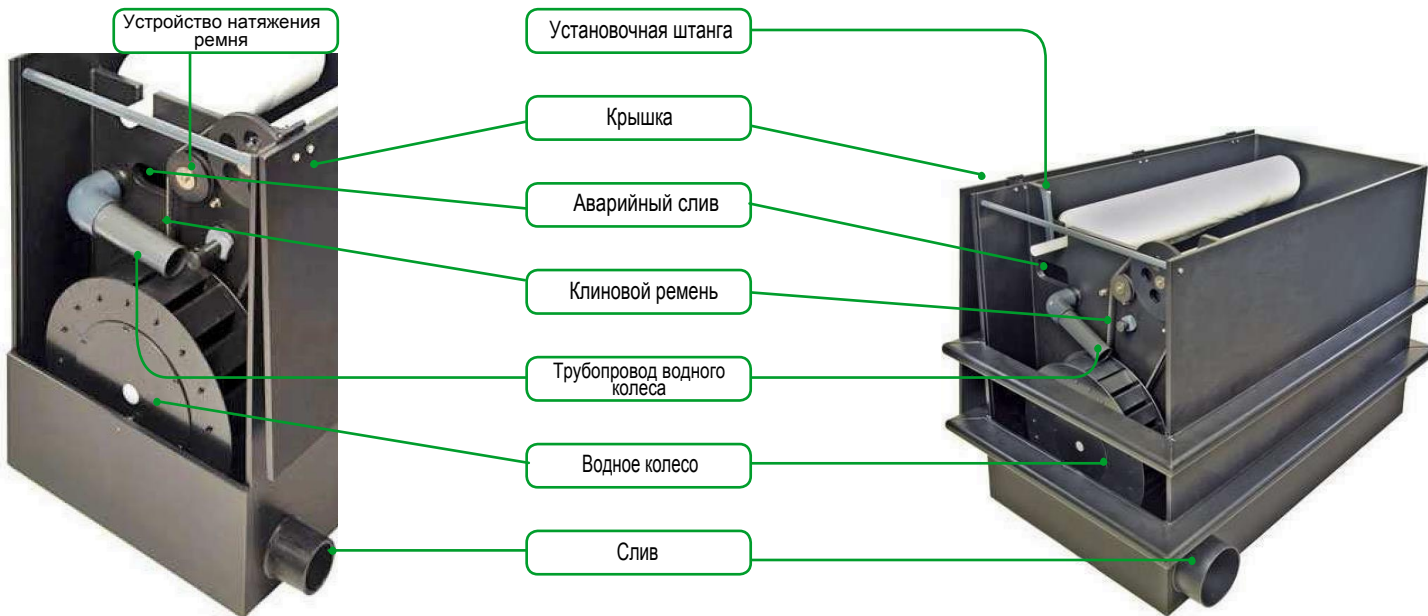 Устройство натяжения
ремня
Установочная штанга
Крышка
Аварийный слив
Клиновой ремень
Трубопровод водного
колеса
Водное колесо
Слив